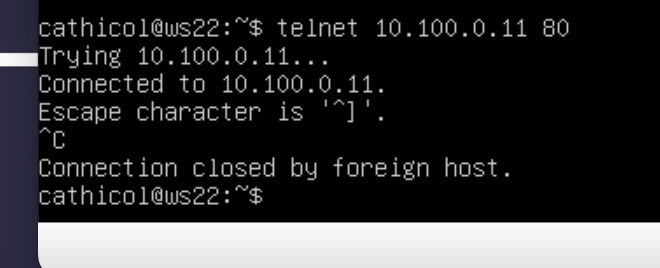 cathicol@ws22:~$ telnet 10.100.0.11 80
Trying 10.100.0.11...
Connected to 10.100.0.11.
Escape character is '^]'.
^C
Connection closed by foreign host.
cathicol@ws22:~$